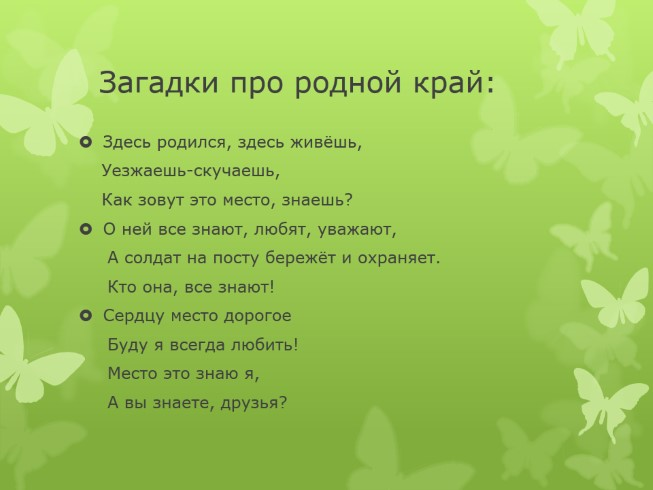 Загадки про родной край:
Здесь родился, здесь живёшь,
Уезжаешь-скучаешь,
Как зовут это место, знаешь?
О ней все знают, любят, уважают,
А солдат на посту бережёт и охраняет.
Кто она, все знают!
Сердцу место дорогое
Буду я всегда любить!
Место это знаю я,
А вы знаете, друзья?